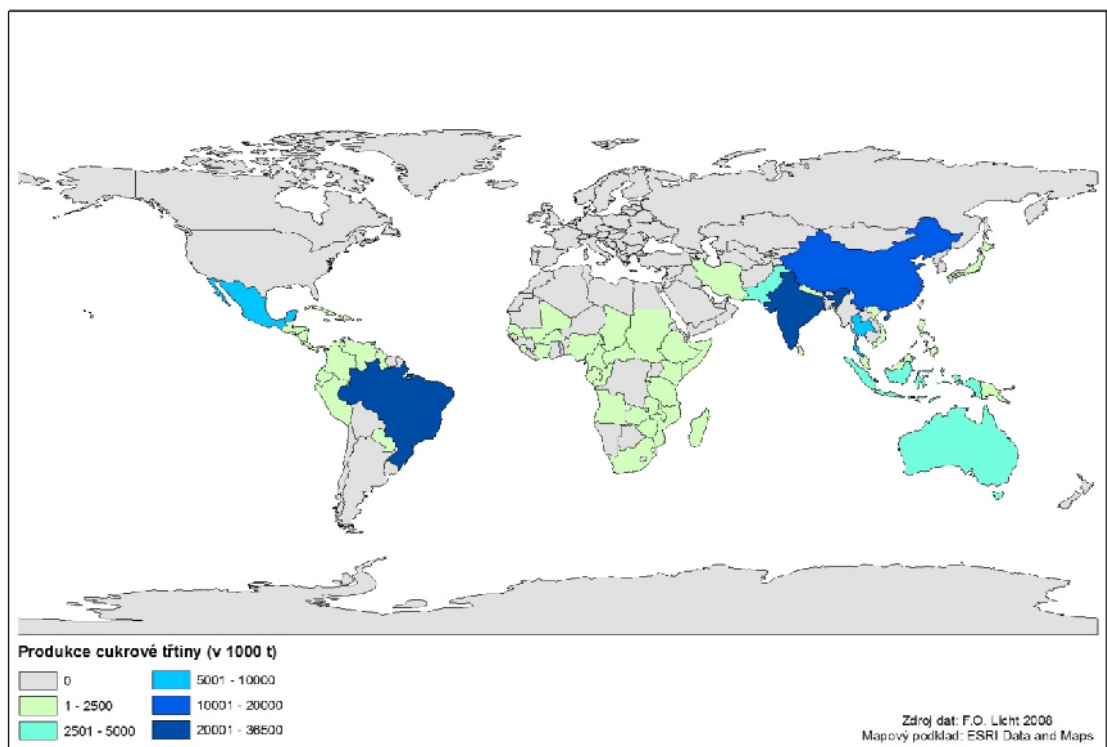 Produkce cukrové třtiny (v 1000 t)
0
1 - 2500
2501 - 5000
5001 - 10000
10001 - 20000
20001 - 36500
Zdroj dat: F.O. Licht 2008
Mapový podklad: ESRI Data and Maps